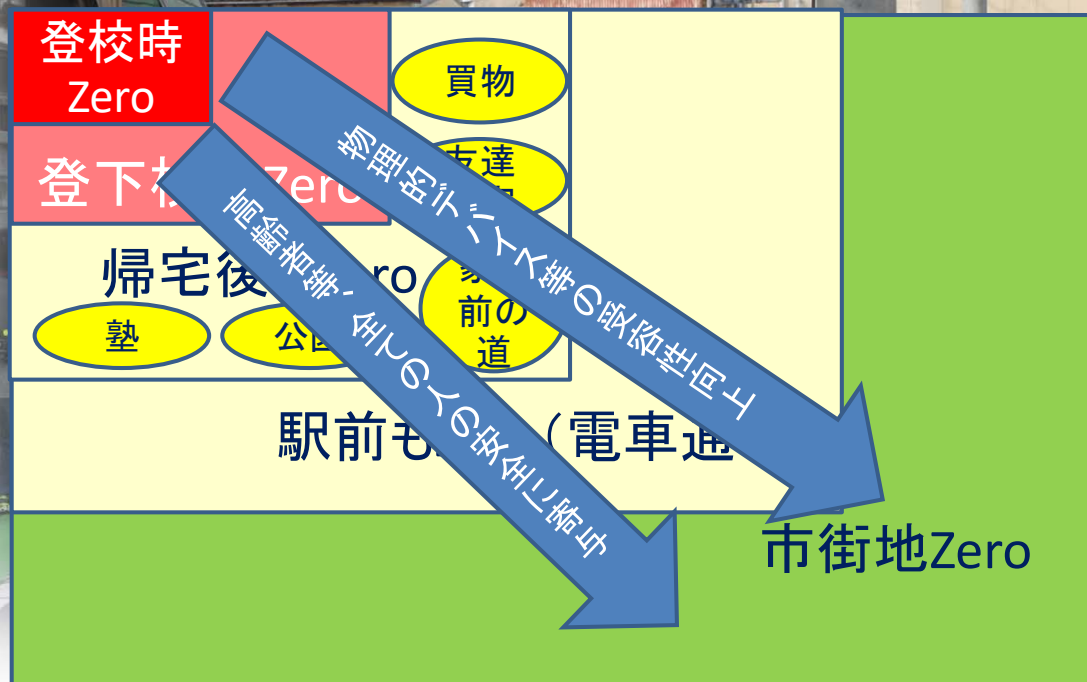 登校時
Zero
登下 Zero
帰宅後 ro
買物
友達
前の
道
塾
公
駅前も （電車通
市街地Zero
物理的デバイス等の受容性向上
高齢者等、全ての人の安全に寄与